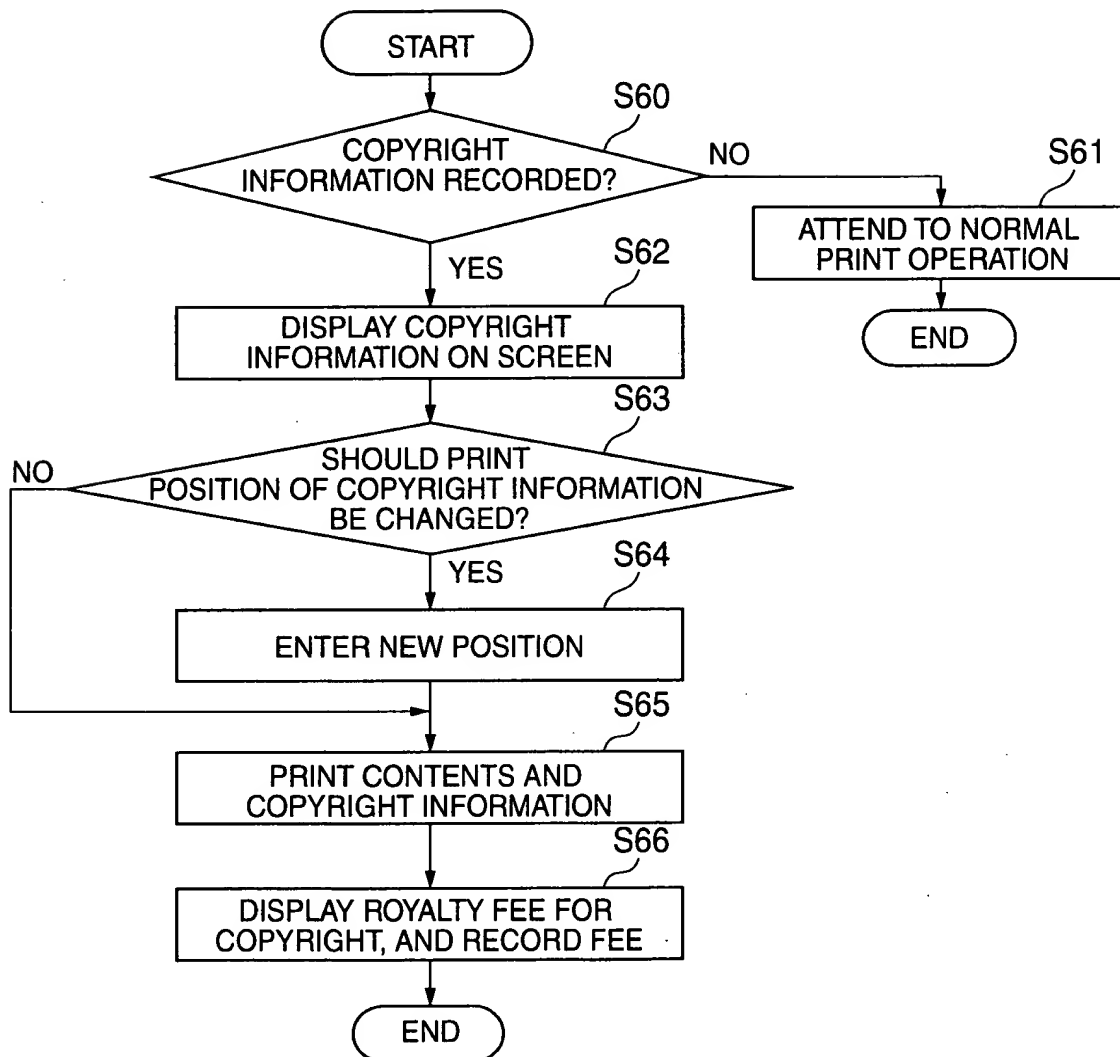 START
S60
COPYRIGHT
INFORMATION RECORDED?
NO
S61
ATTEND TO NORMAL
PRINT OPERATION
END
YES
S62
DISPLAY COPYRIGHT
INFORMATION ON SCREEN
S63
NO
SHOULD PRINT
POSITION OF COPYRIGHT INFORMATION
BE CHANGED?
YES
S64
ENTER NEW POSITION
S65
PRINT CONTENTS AND
COPYRIGHT INFORMATION
S66
DISPLAY ROYALTY FEE FOR
COPYRIGHT, AND RECORD FEE
END